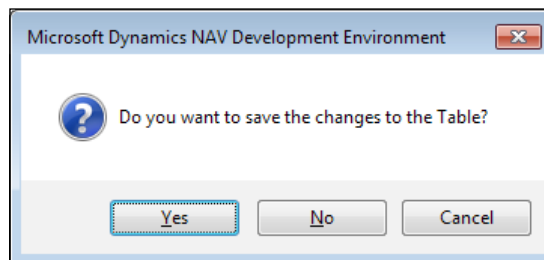 Microsoft Dynamics NAV Development Environment
Do you want to save the changes to the Table?
Yes No Cancel